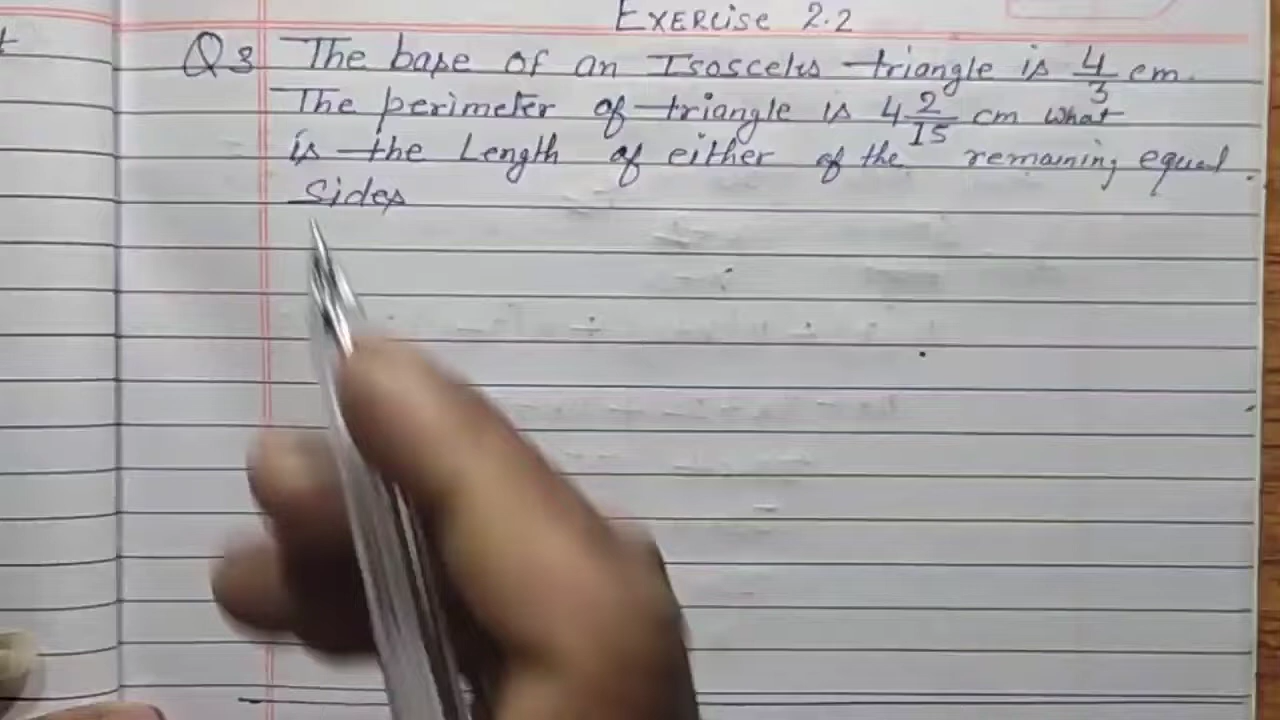 Exercise 2.2
Q3 The base of an Isosceles triangle is 4/3 cm.
The perimeter of triangle is 4 2/15 cm what
is the Length of either of the remaining equal
Sides